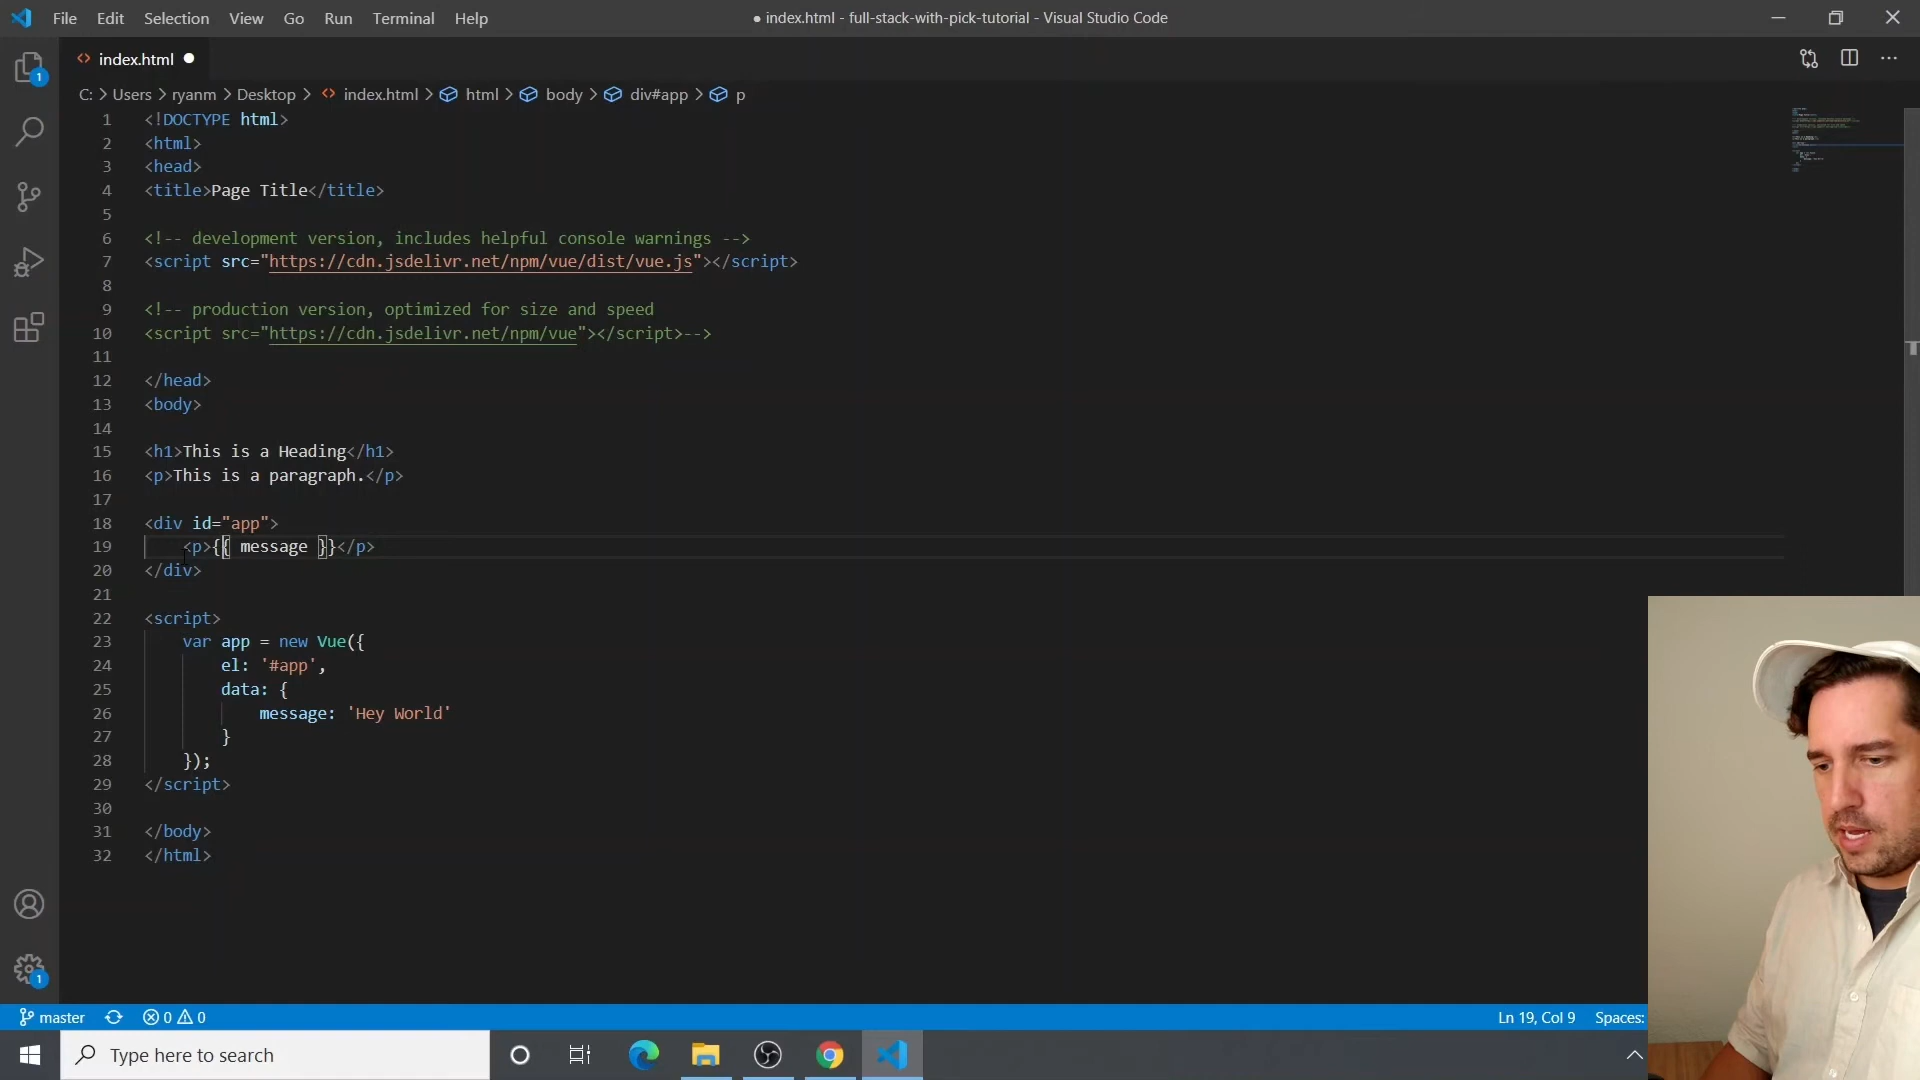 File Edit Selection View Go Run Terminal Help
● index.html - full-stack-with-pick-tutorial - Visual Studio Code
index.html
C: > Users > ryanm > Desktop > index.html > html > body > div#app > p
1 <!DOCTYPE html>
2 <html>
3 <head>
4 <title>Page Title</title>
5
6 <!-- development version, includes helpful console warnings -->
7 <script src="https://cdn.jsdelivr.net/npm/vue/dist/vue.js"></script>
8
9 <!-- production version, optimized for size and speed
10 <script src="https://cdn.jsdelivr.net/npm/vue"></script>-->
11
12 </head>
13 <body>
14
15 <h1>This is a Heading</h1>
16 <p>This is a paragraph.</p>
17
18 <div id="app">
19 <p>{{ message }}</p>
20 </div>
21
22 <script>
23 var app = new Vue({
24 el: '#app',
25 data: {
26 message: 'Hey World'
27 }
28 });
29 </script>
30
31 </body>
32 </html>
1
1
master 0 0 Ln 19, Col 9 Spaces:
Type here to search